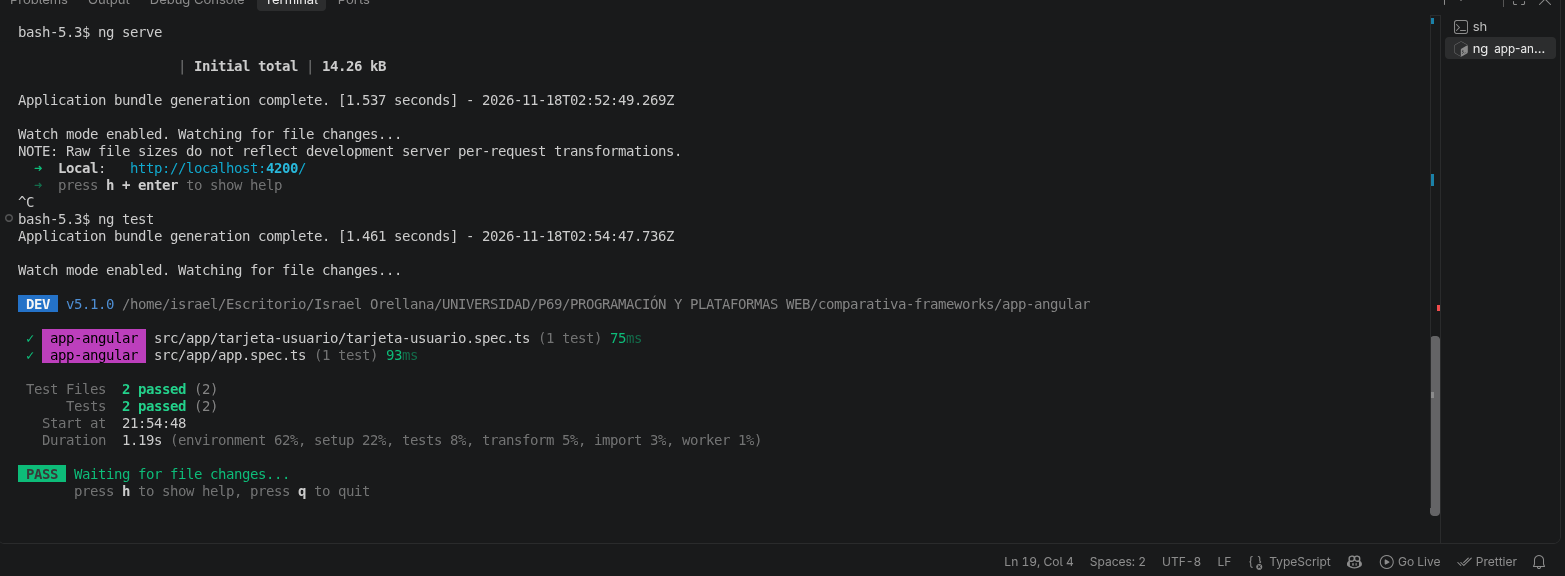 Problems Output Debug Console Terminal Ports
bash-5.3$ ng serve
| Initial total | 14.26 kB
Application bundle generation complete. [1.537 seconds] - 2026-11-18T02:52:49.269Z
Watch mode enabled. Watching for file changes...
NOTE: Raw file sizes do not reflect development server per-request transformations.
➜ Local: http://localhost:4200/
➜ press h + enter to show help
^C
bash-5.3$ ng test
Application bundle generation complete. [1.461 seconds] - 2026-11-18T02:54:47.736Z
Watch mode enabled. Watching for file changes...
DEV v5.1.0 /home/israel/Escritorio/Israel Orellana/UNIVERSIDAD/P69/PROGRAMACIÓN Y PLATAFORMAS WEB/comparativa-frameworks/app-angular
✓ app-angular src/app/tarjeta-usuario/tarjeta-usuario.spec.ts (1 test) 75ms
✓ app-angular src/app/app.spec.ts (1 test) 93ms
Test Files 2 passed (2)
Tests 2 passed (2)
Start at 21:54:48
Duration 1.19s (environment 62%, setup 22%, tests 8%, transform 5%, import 3%, worker 1%)
PASS Waiting for file changes...
press h to show help, press q to quit
sh
ng app-an...
Ln 19, Col 4 Spaces: 2 UTF-8 LF {} TypeScript Go Live Prettier